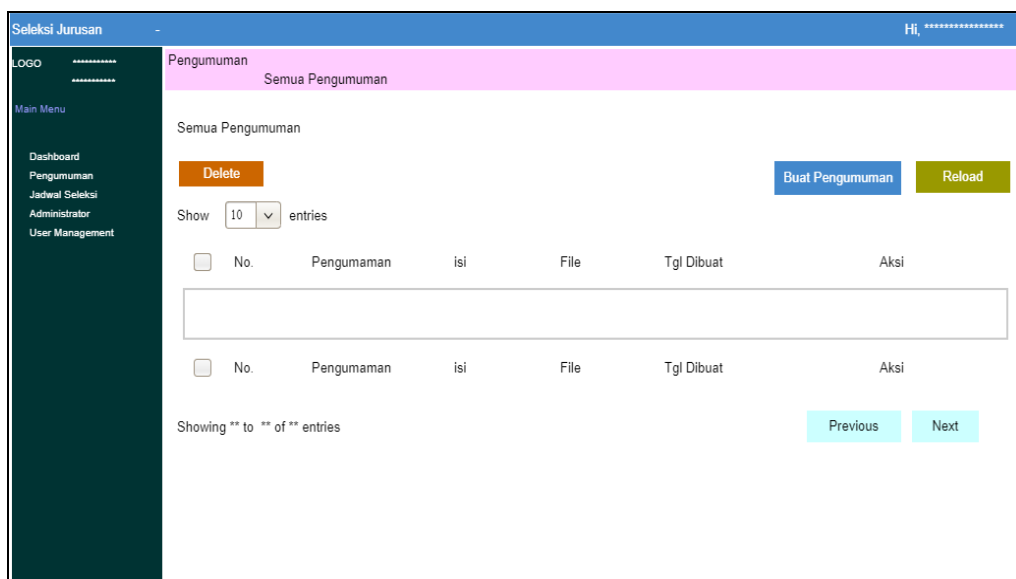 Seleksi Jurusan - Hi, ****************
LOGO ***********
***********
Main Menu
Dashboard
Pengumuman
Jadwal Seleksi
Administrator
User Management
Pengumuman
Semua Pengumuman
Semua Pengumuman
Delete Buat Pengumuman Reload
Show 10 entries
No. Pengumaman isi File Tgl Dibuat Aksi
No. Pengumaman isi File Tgl Dibuat Aksi
Showing ** to ** of ** entries Previous Next